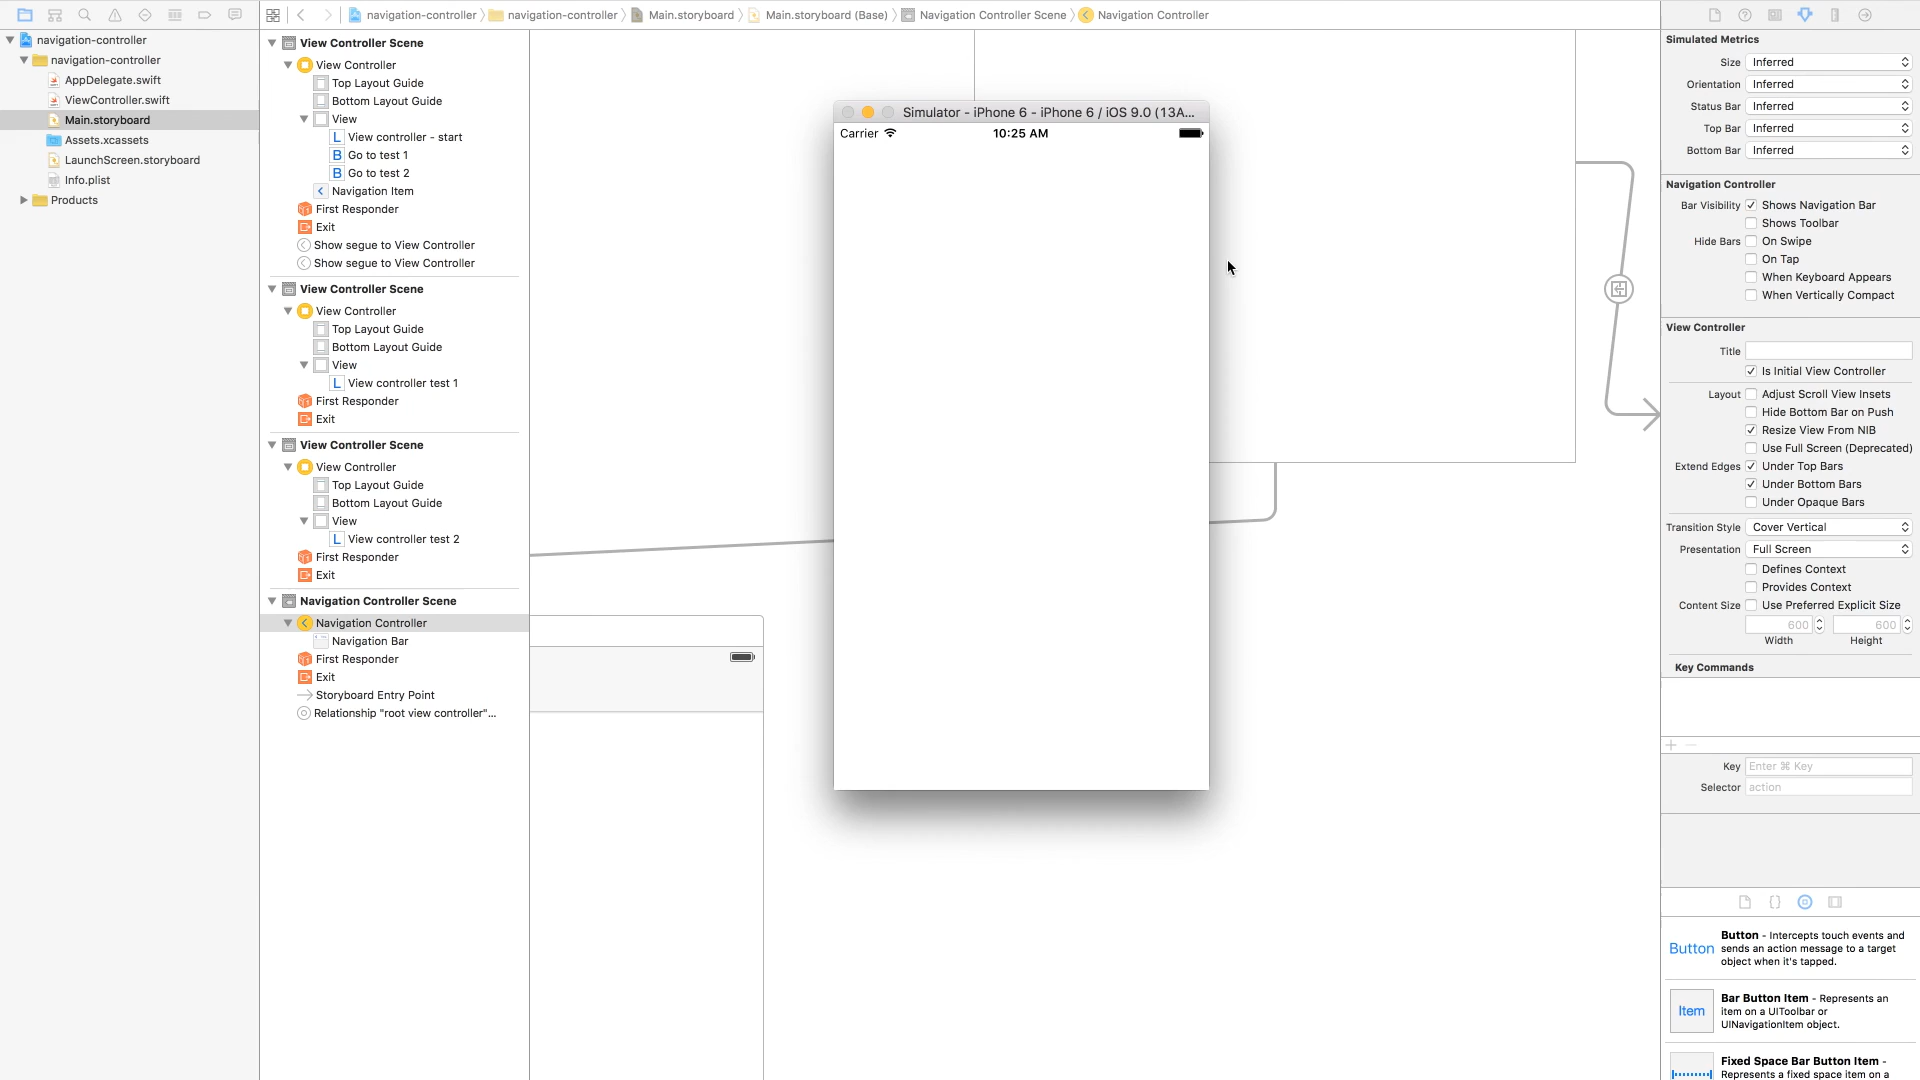 navigation-controller
navigation-controller
Main.storyboard
Main.storyboard (Base)
Navigation Controller Scene
Navigation Controller
navigation-controller
navigation-controller
AppDelegate.swift
ViewController.swift
Main.storyboard
Assets.xcassets
LaunchScreen.storyboard
Info.plist
Products
View Controller Scene
View Controller
Top Layout Guide
Bottom Layout Guide
View
L View controller - start
B Go to test 1
B Go to test 2
Navigation Item
First Responder
Exit
Show segue to View Controller
Show segue to View Controller
View Controller Scene
View Controller
Top Layout Guide
Bottom Layout Guide
View
L View controller test 1
First Responder
Exit
View Controller Scene
View Controller
Top Layout Guide
Bottom Layout Guide
View
L View controller test 2
First Responder
Exit
Navigation Controller Scene
Navigation Controller
Navigation Bar
First Responder
Exit
Storyboard Entry Point
Relationship "root view controller"...
Simulator - iPhone 6 - iPhone 6 / iOS 9.0 (13A...
Carrier 10:25 AM
Simulated Metrics
Size Inferred
Orientation Inferred
Status Bar Inferred
Top Bar Inferred
Bottom Bar Inferred
Navigation Controller
Bar Visibility Shows Navigation Bar
Shows Toolbar
Hide Bars On Swipe
On Tap
When Keyboard Appears
When Vertically Compact
View Controller
Title
Is Initial View Controller
Layout Adjust Scroll View Insets
Hide Bottom Bar on Push
Resize View From NIB
Use Full Screen (Deprecated)
Extend Edges Under Top Bars
Under Bottom Bars
Under Opaque Bars
Transition Style Cover Vertical
Presentation Full Screen
Defines Context
Provides Context
Content Size Use Preferred Explicit Size
600 600
Width Height
Key Commands
Key Enter ⌘ Key
Selector action
Button Button - Intercepts touch events and
sends an action message to a target
object when it's tapped.
Item Bar Button Item - Represents an
item on a UIToolbar or
UINavigationItem object.
Fixed Space Bar Button Item -
Represents a fixed space item on a